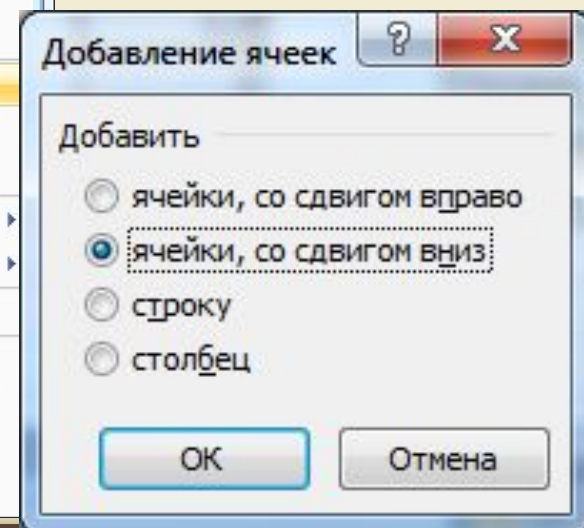 Добавление ячеек
Добавить
ячейки, со сдвигом вправо
ячейки, со сдвигом вниз
строку
столбец
ОК Отмена